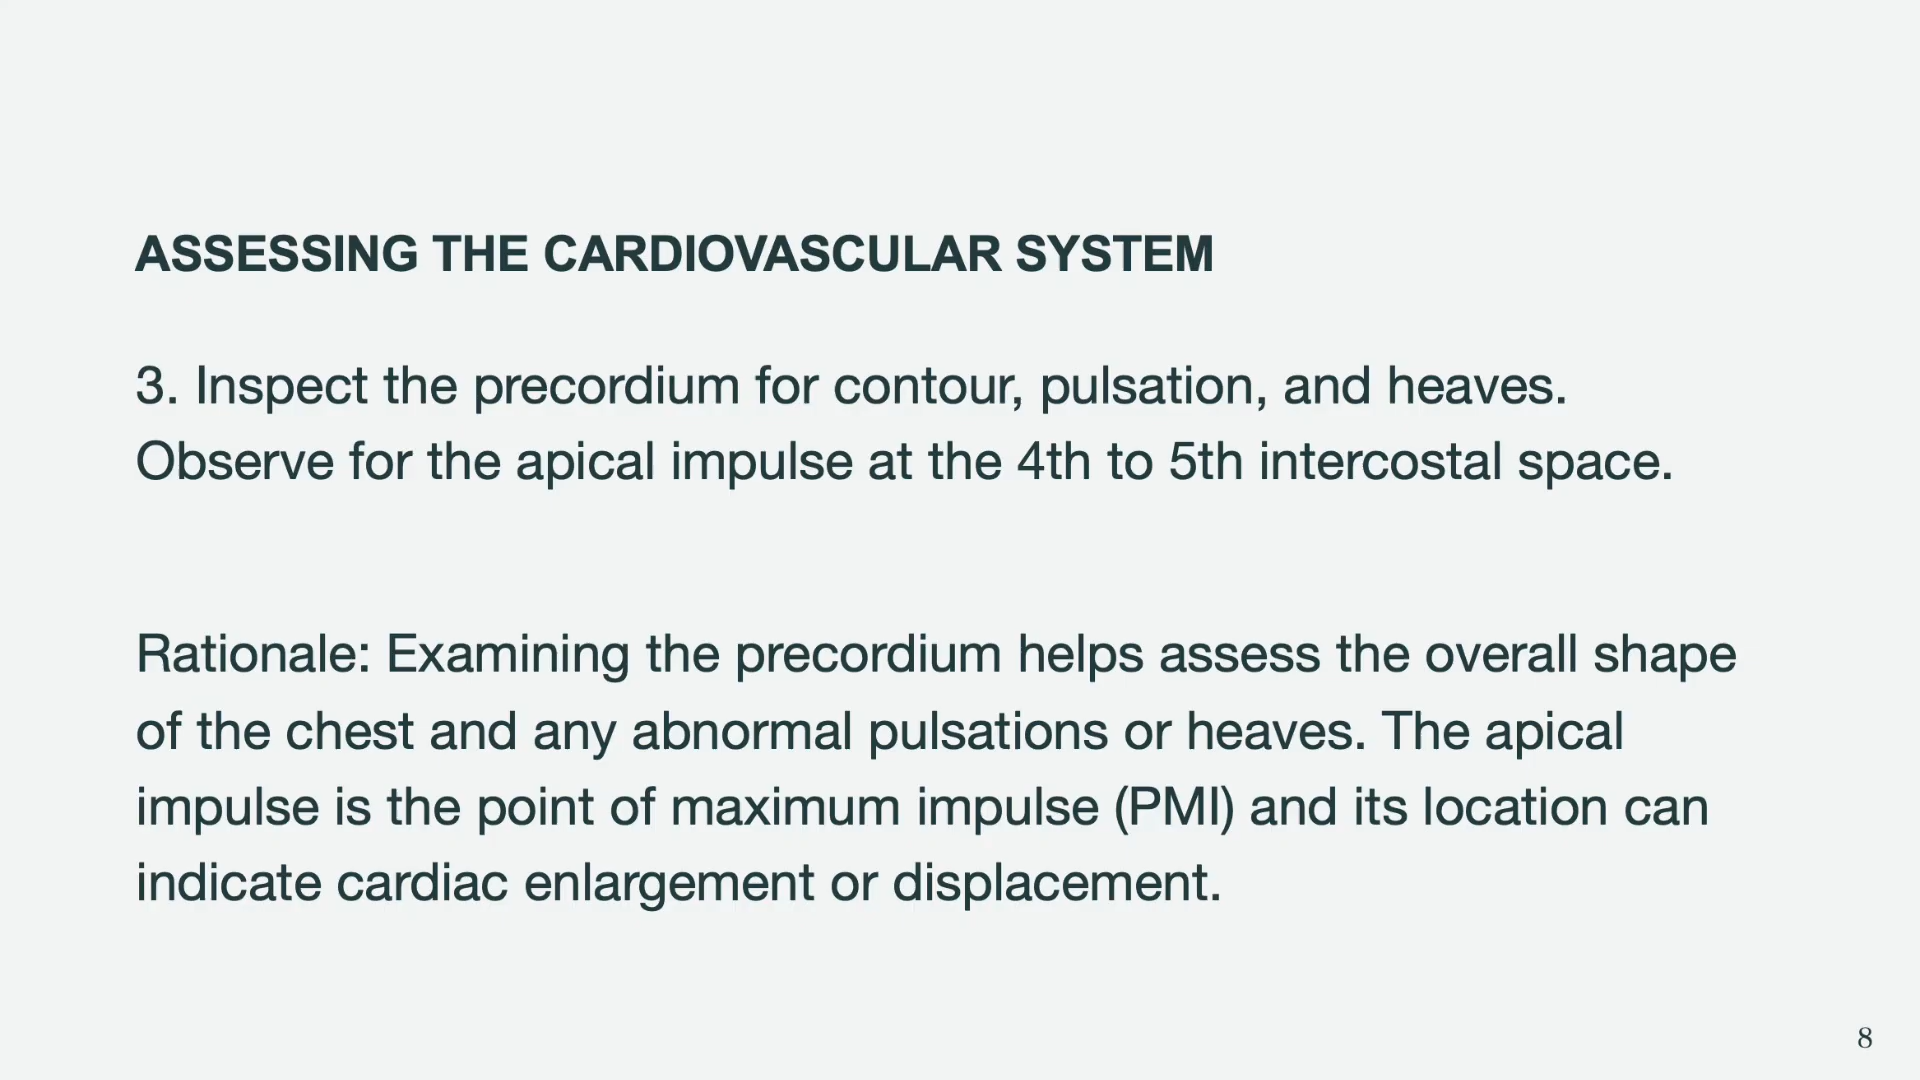 ASSESSING THE CARDIOVASCULAR SYSTEM
3. Inspect the precordium for contour, pulsation, and heaves.
Observe for the apical impulse at the 4th to 5th intercostal space.
Rationale: Examining the precordium helps assess the overall shape
of the chest and any abnormal pulsations or heaves. The apical
impulse is the point of maximum impulse (PMI) and its location can
indicate cardiac enlargement or displacement.
8